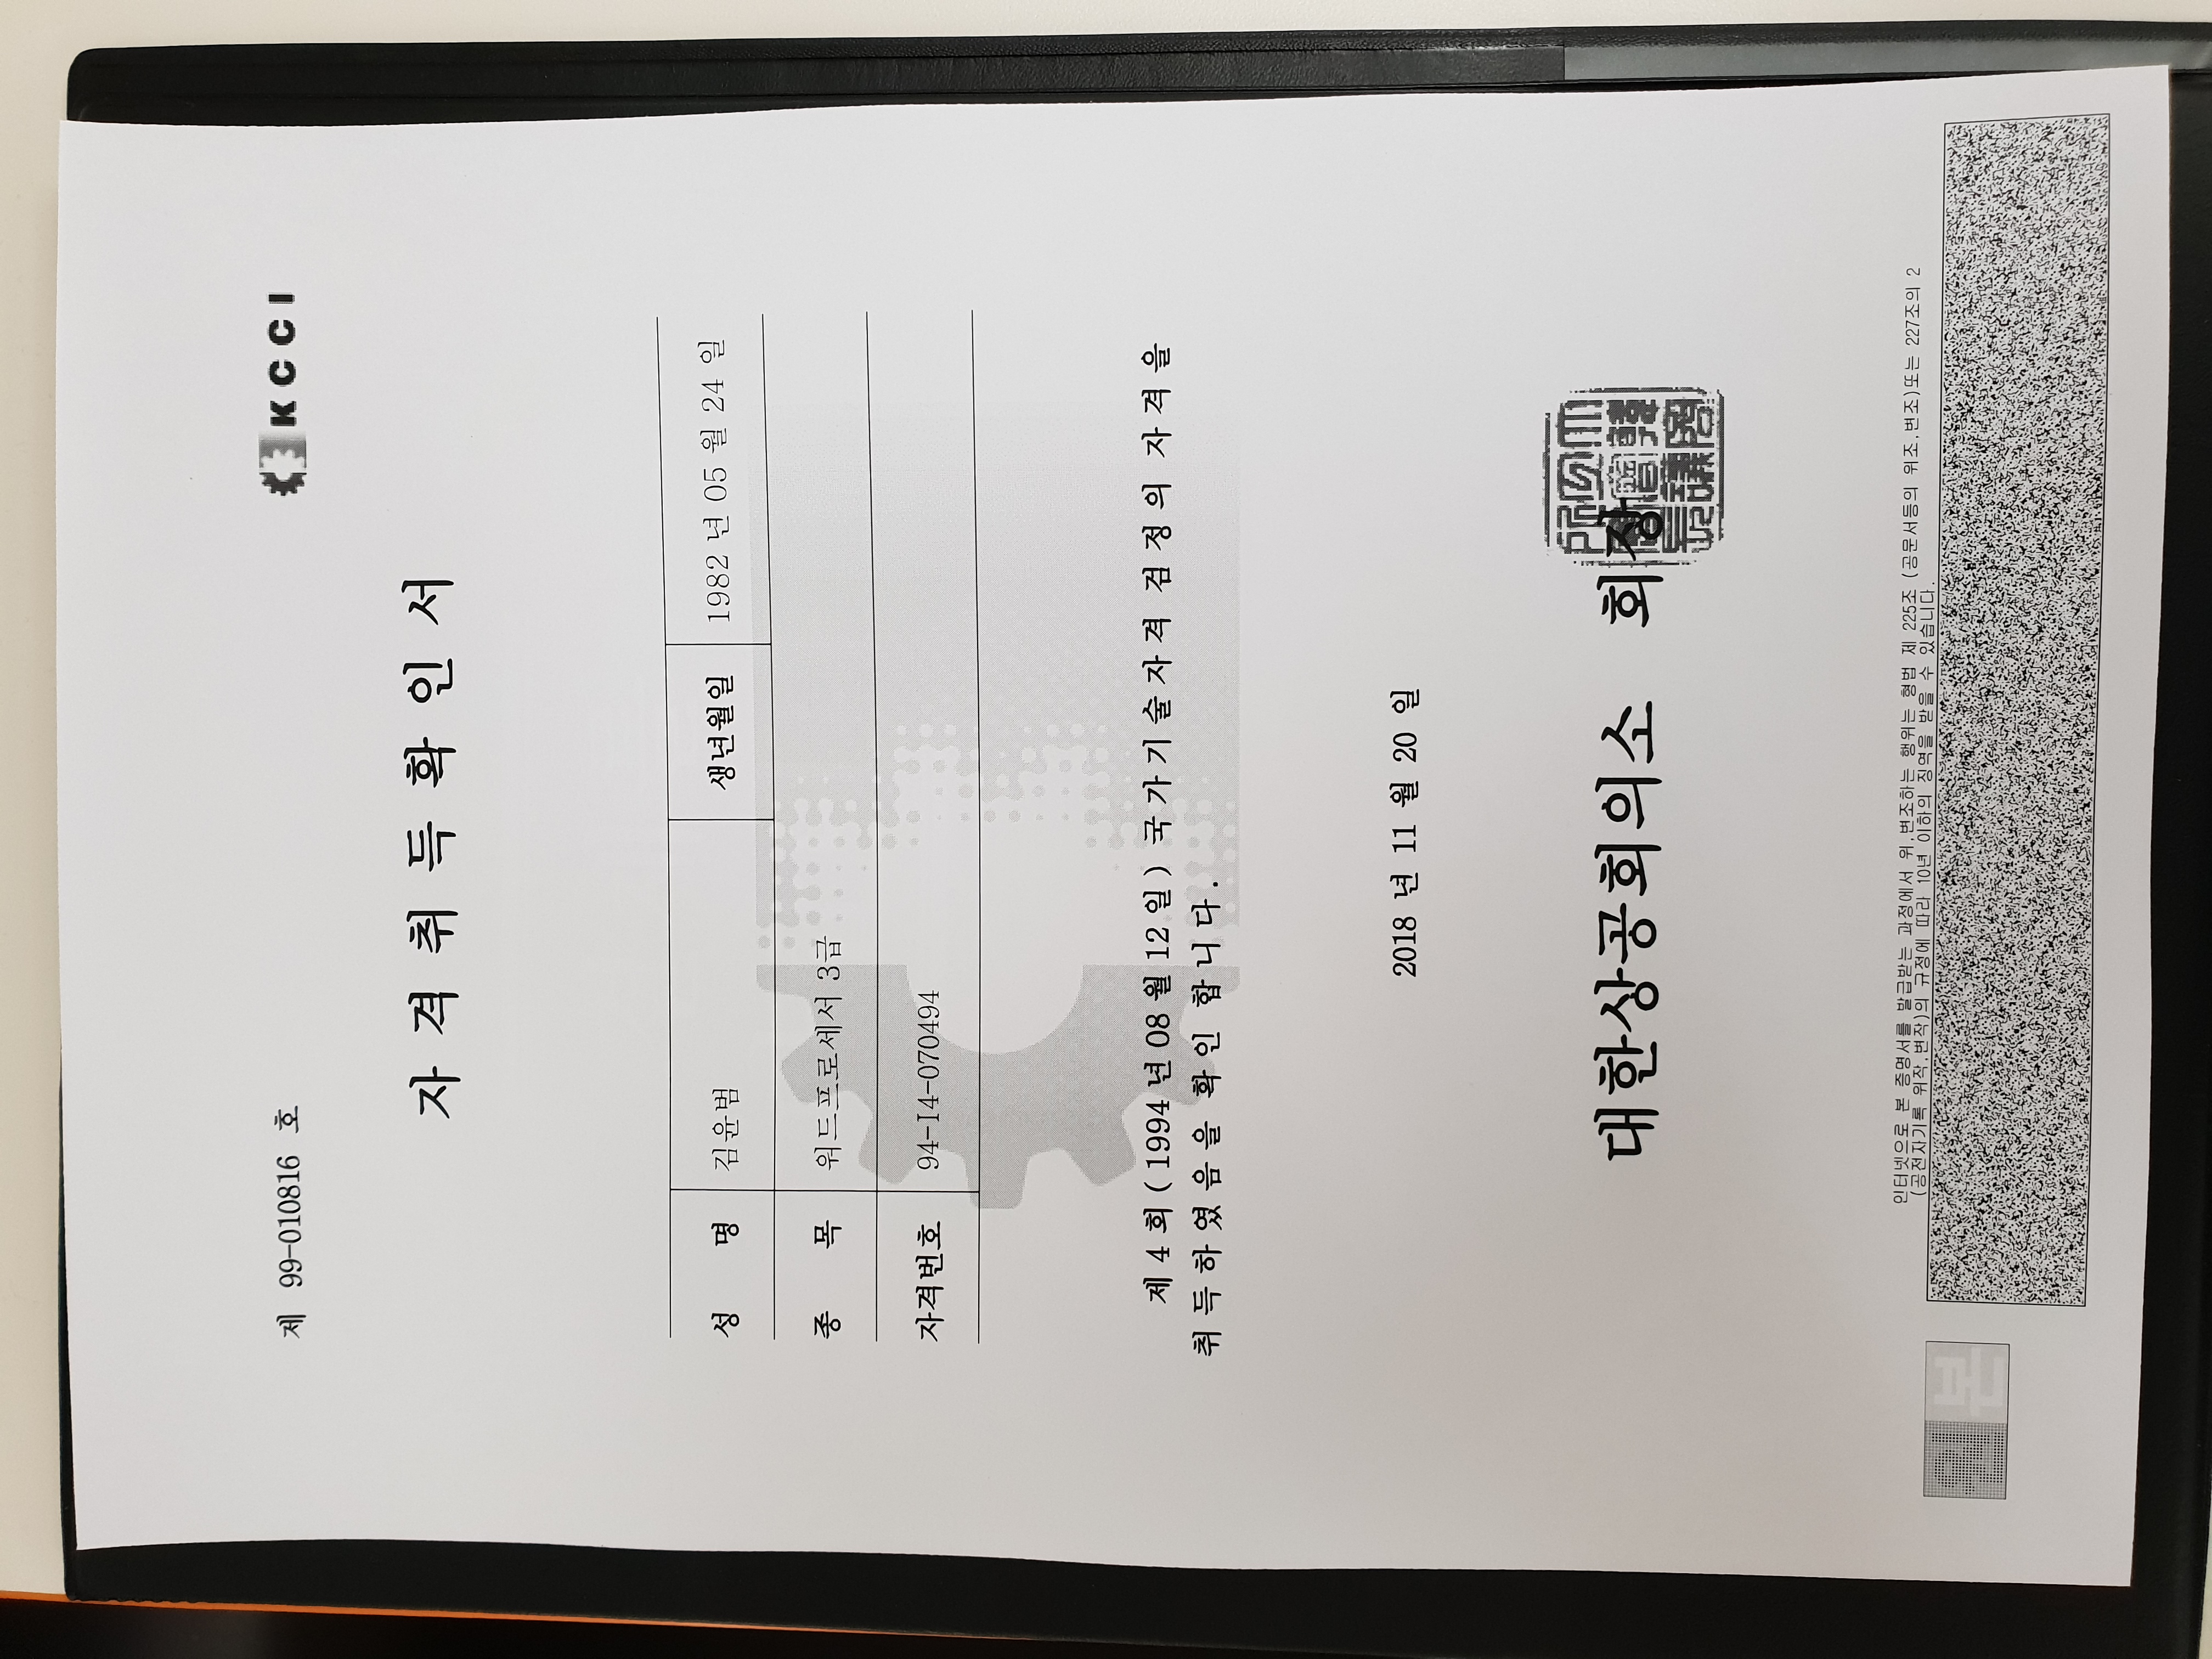 제 99-010816 호
KCCI
자격취득확인서
성 명 김윤범 생년월일 1982 년 05 월 24 일
종 목 워드프로세서 3급
자격번호 94-I4-070494
제 4 회 ( 1994 년 08 월 12 일 ) 국가기술자격 검정의 자격을
취득하였음을 확인 합니다.
2018 년 11 월 20 일
대한상공회의소 회장
인터넷으로 본 증명서를 발급받는 과정에서 위,변조하는 행위는 형법 제 225조 (공문서등의 위조,변조)또는 227조의 2
(공전자기록 위작,변작)의 규정에 따라 10년 이하의 징역을 받을 수 있습니다.
원본